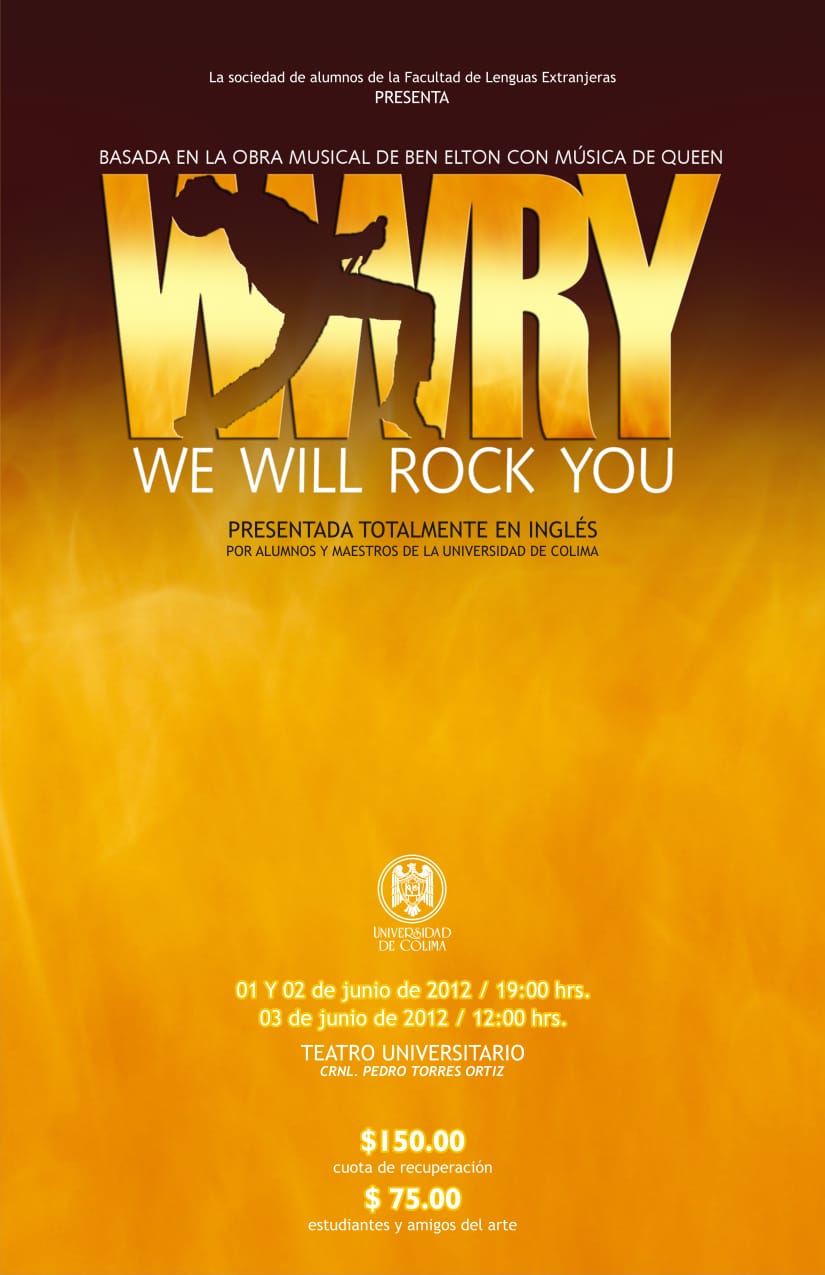 La sociedad de alumnos de la Facultad de Lenguas Extranjeras
PRESENTA
BASADA EN LA OBRA MUSICAL DE BEN ELTON CON MÚSICA DE QUEEN
WWRY
WE WILL ROCK YOU
PRESENTADA TOTALMENTE EN INGLÉS
POR ALUMNOS Y MAESTROS DE LA UNIVERSIDAD DE COLIMA
UNIVERSIDAD
DE COLIMA
01 Y 02 de junio de 2012 / 19:00 hrs.
03 de junio de 2012 / 12:00 hrs.
TEATRO UNIVERSITARIO
CRNL. PEDRO TORRES ORTIZ
$150.00
cuota de recuperación
$ 75.00
estudiantes y amigos del arte